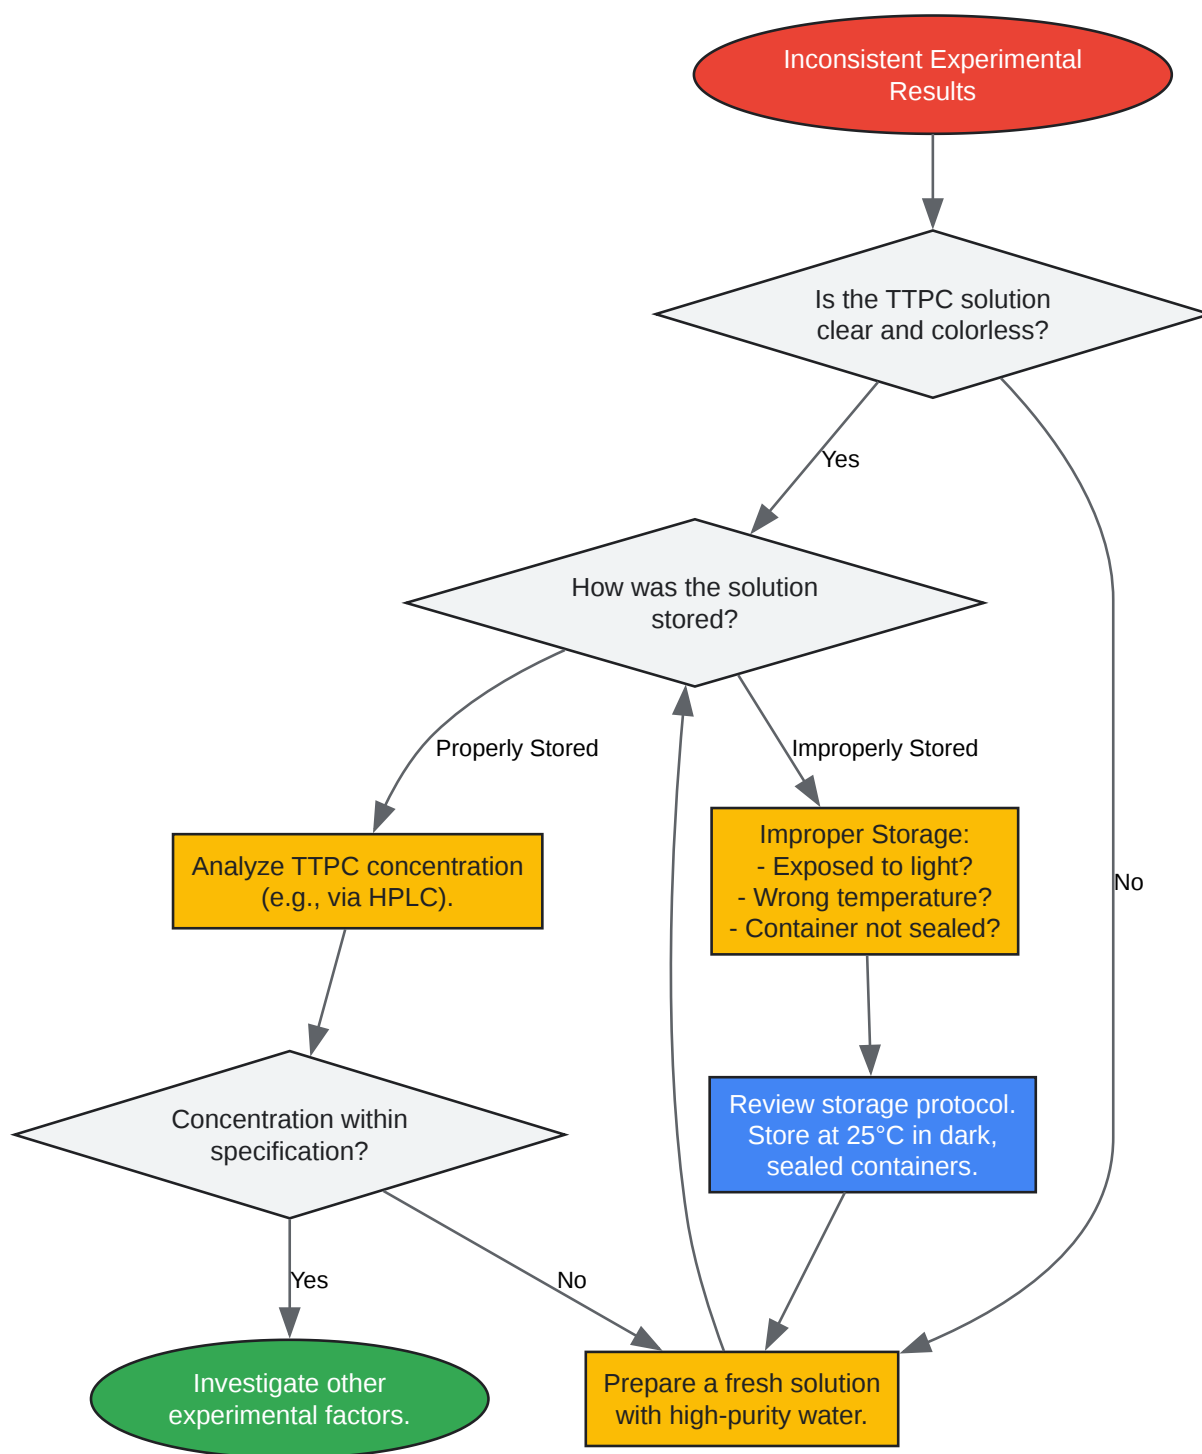 Inconsistent Experimental
Results
Is the TTPC solution
clear and colorless?
Yes
How was the solution
stored?
Properly Stored
Improperly Stored
Analyze TTPC concentration
(e.g., via HPLC).
Improper Storage:
- Exposed to light?
- Wrong temperature?
- Container not sealed?
No
Concentration within
specification?
Review storage protocol.
Store at 25°C in dark,
sealed containers.
Yes
No
Investigate other
experimental factors.
Prepare a fresh solution
with high-purity water.